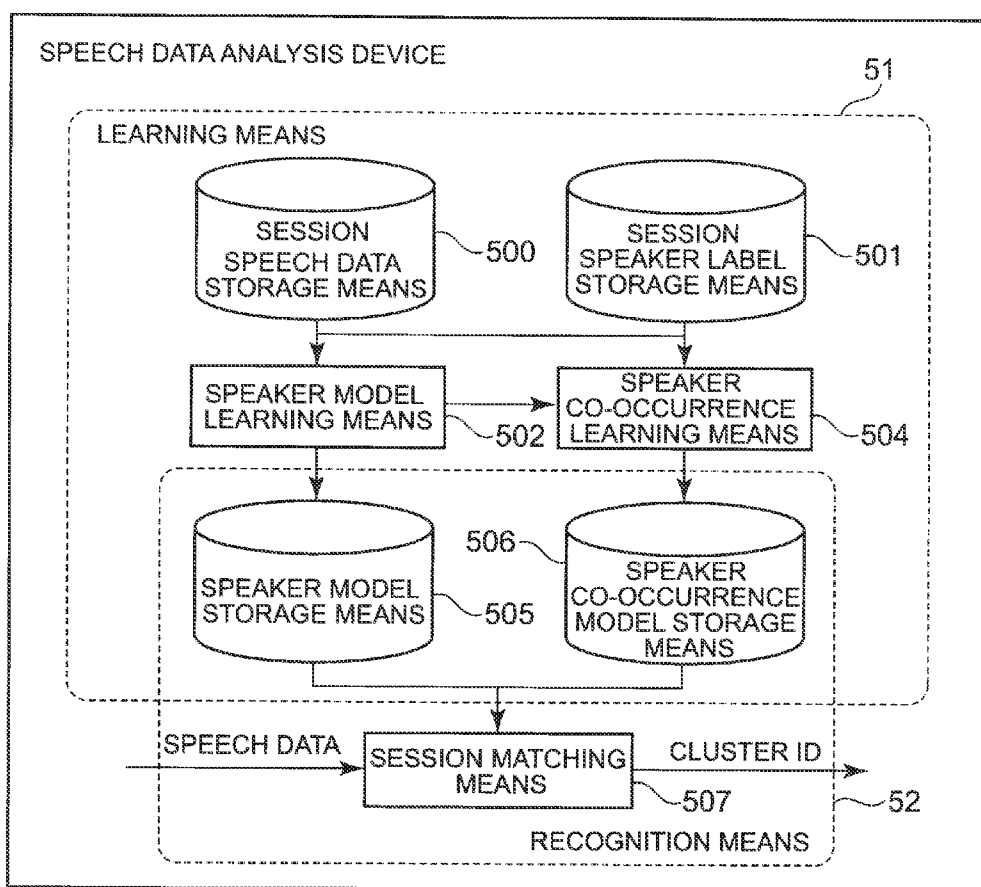 SPEECH DATA ANALYSIS DEVICE
51
LEARNING MEANS
SESSION
SPEECH DATA
STORAGE MEANS
500
SESSION
SPEAKER LABEL
STORAGE MEANS
501
SPEAKER MODEL
LEARNING MEANS
502
SPEAKER
CO-OCCURRENCE
LEARNING MEANS
504
SPEAKER MODEL
STORAGE MEANS
505
506
SPEAKER
CO-OCCURRENCE
MODEL STORAGE
MEANS
SPEECH DATA
SESSION MATCHING
MEANS
507
CLUSTER ID
52
RECOGNITION MEANS